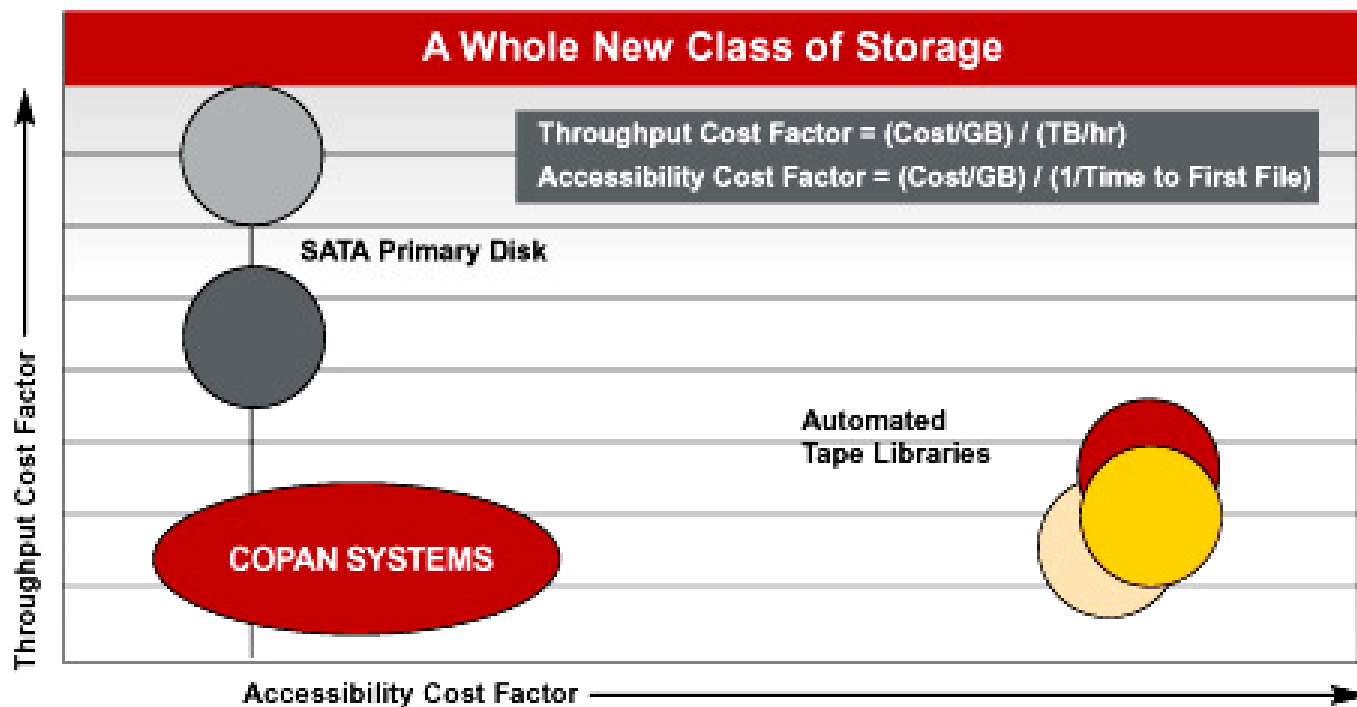 A Whole New Class of Storage
Throughput Cost Factor = (Cost/GB) / (TB/hr)
Accessibility Cost Factor = (Cost/GB) / (1/Time to First File)
SATA Primary Disk
Automated
Tape Libraries
COPAN SYSTEMS
Throughput Cost Factor
Accessibility Cost Factor